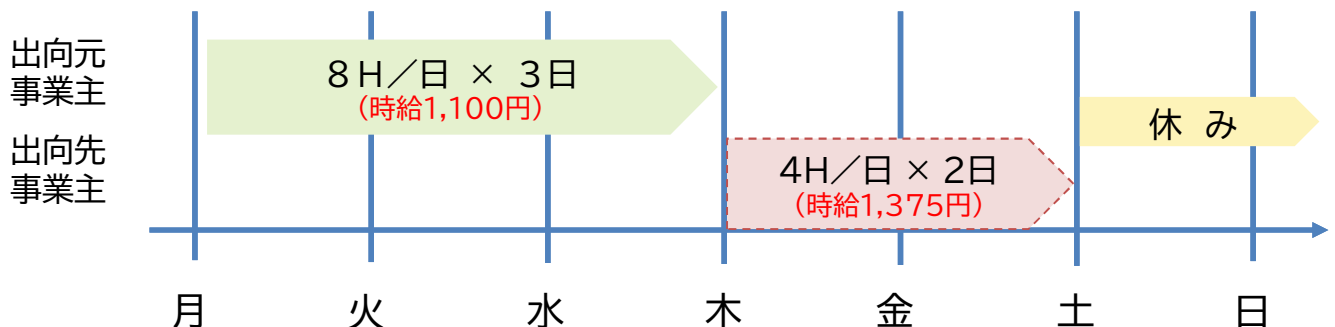 出向元
事業主
8H/日 × 3日
(時給1,100円)
出向先
事業主
4H/日 × 2日
(時給1,375円)
休 み
月 火 水 木 金 土 日